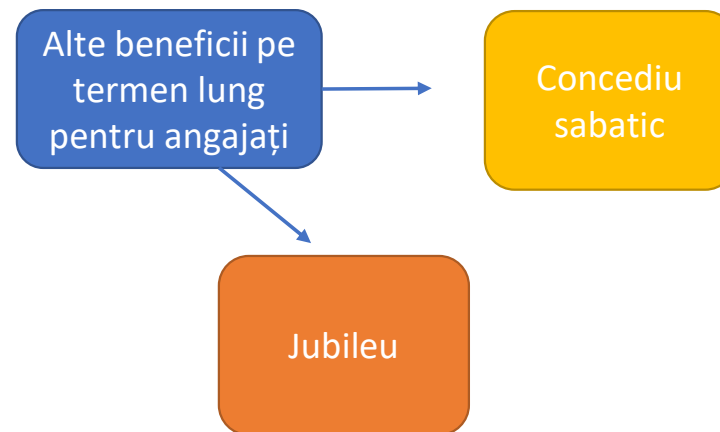 Alte beneficii pe
termen lung
pentru angajați
Concediu
sabatic
Jubileu